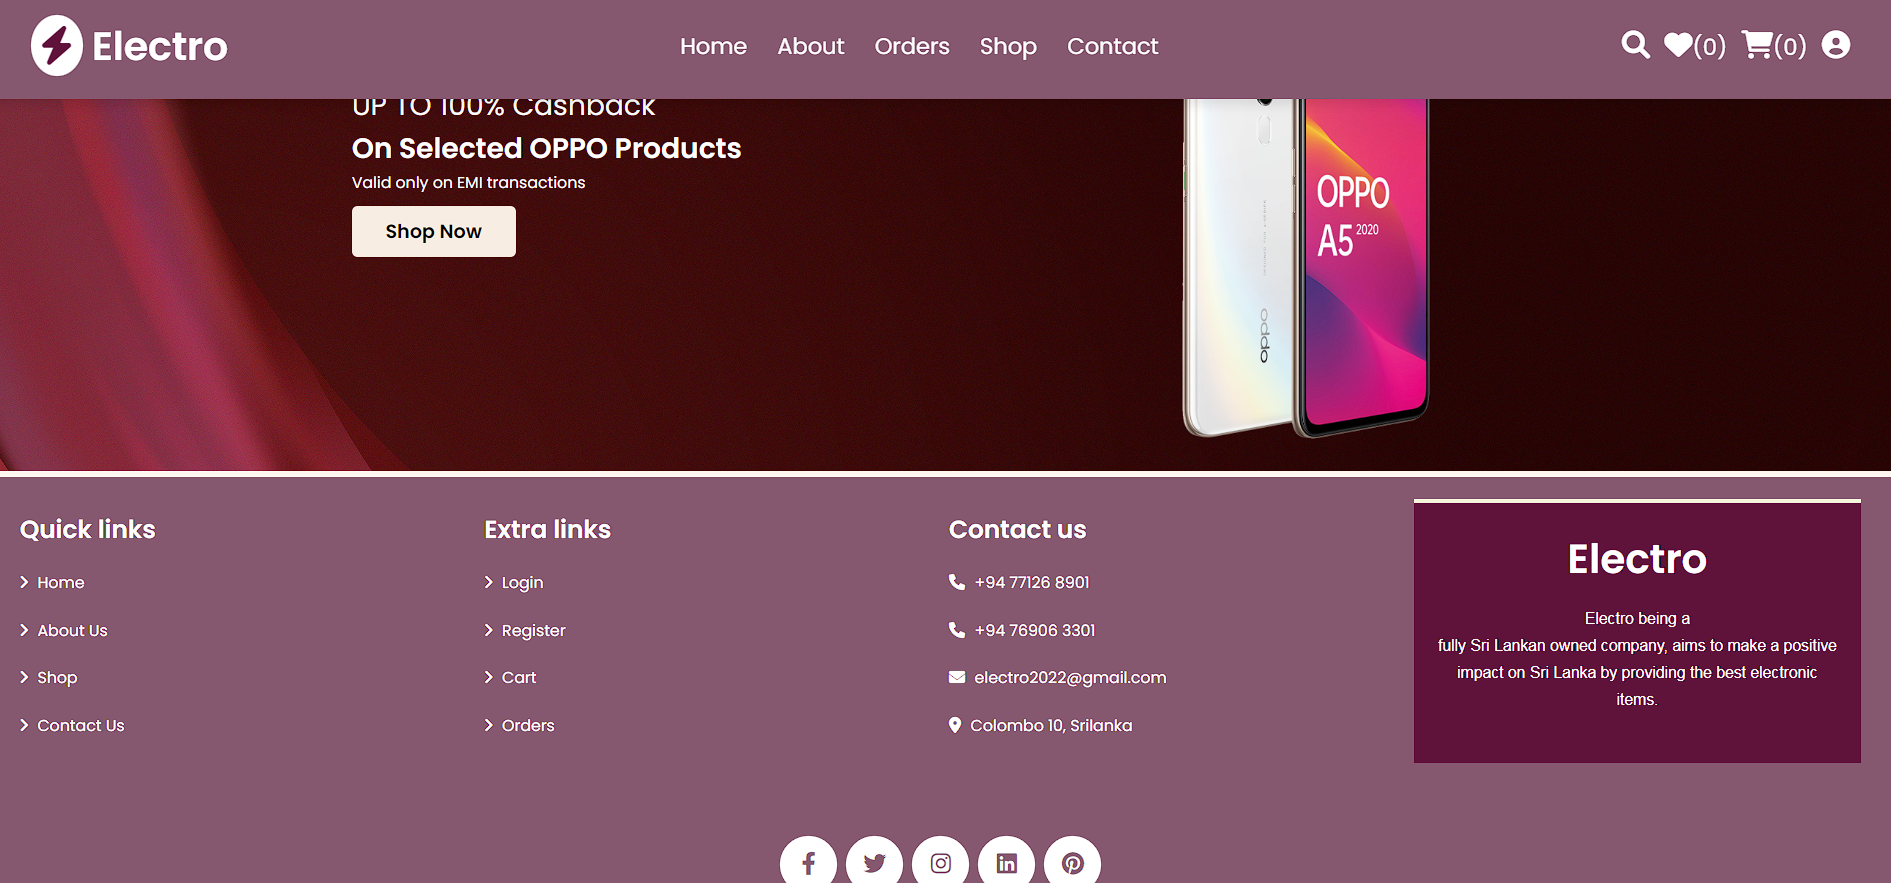 Electro
Home About Orders Shop Contact
(0) (0)
UP TO 100% Cashback
On Selected OPPO Products
Valid only on EMI transactions
Shop Now
OPPO
A5 2020
oppo
Quick links
Home
About Us
Shop
Contact Us
Extra links
Login
Register
Cart
Orders
Contact us
+94 77126 8901
+94 76906 3301
electro2022@gmail.com
Colombo 10, Srilanka
Electro
Electro being a
fully Sri Lankan owned company, aims to make a positive
impact on Sri Lanka by providing the best electronic
items.